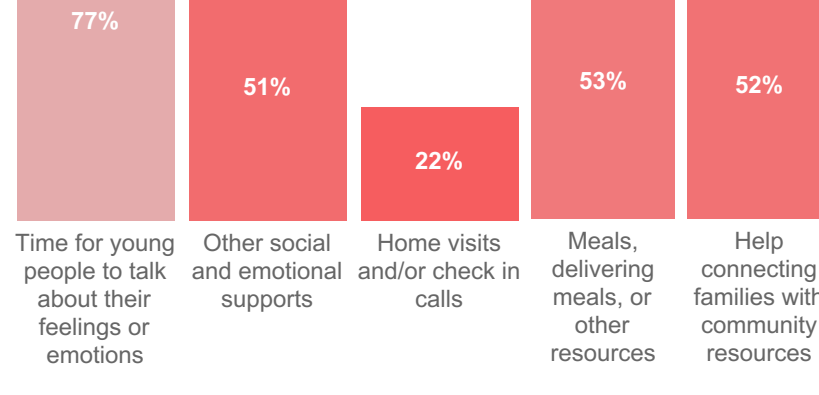 77%
51%
22%
53%
52%
Time for young
people to talk
about their
feelings or
emotions
Other social
and emotional
supports
Home visits
and/or check in
calls
Meals,
delivering
meals, or
other
resources
Help
connecting
families with
community
resources